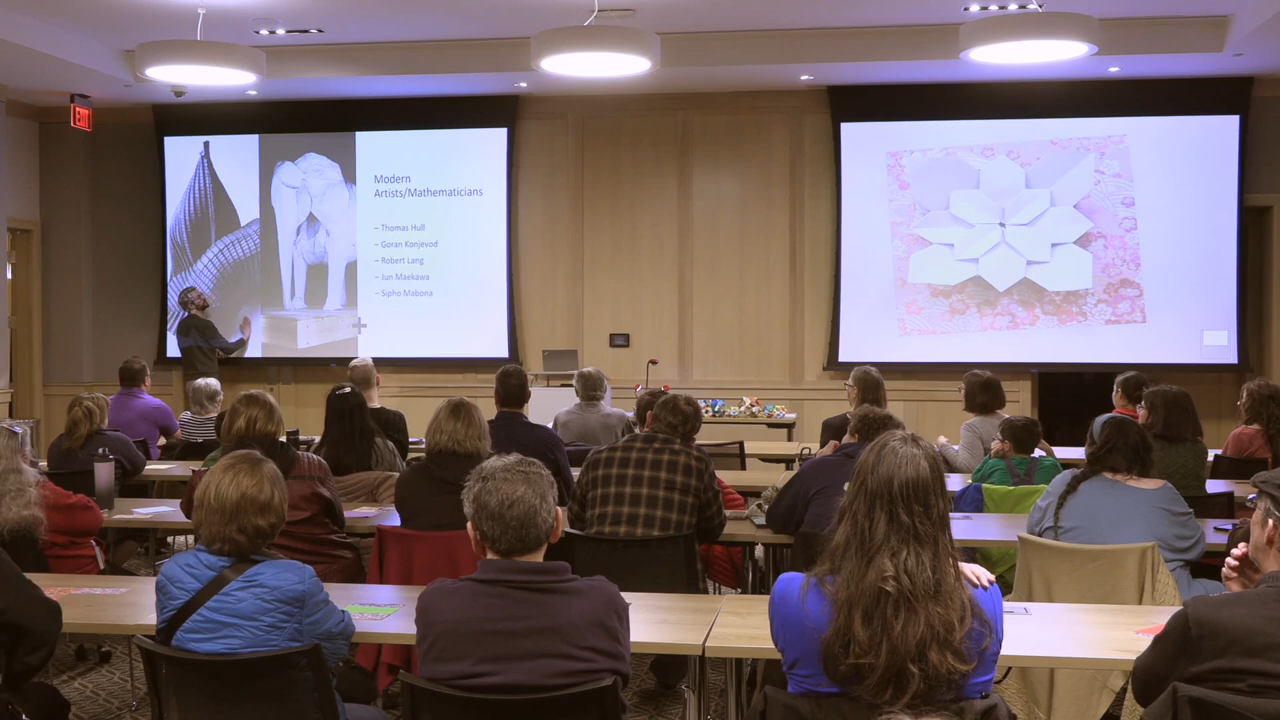 EXIT
Modern
Artists/Mathematicians
– Thomas Hull
– Goran Konjevod
– Robert Lang
– Jun Maekawa
– Sipho Mabona